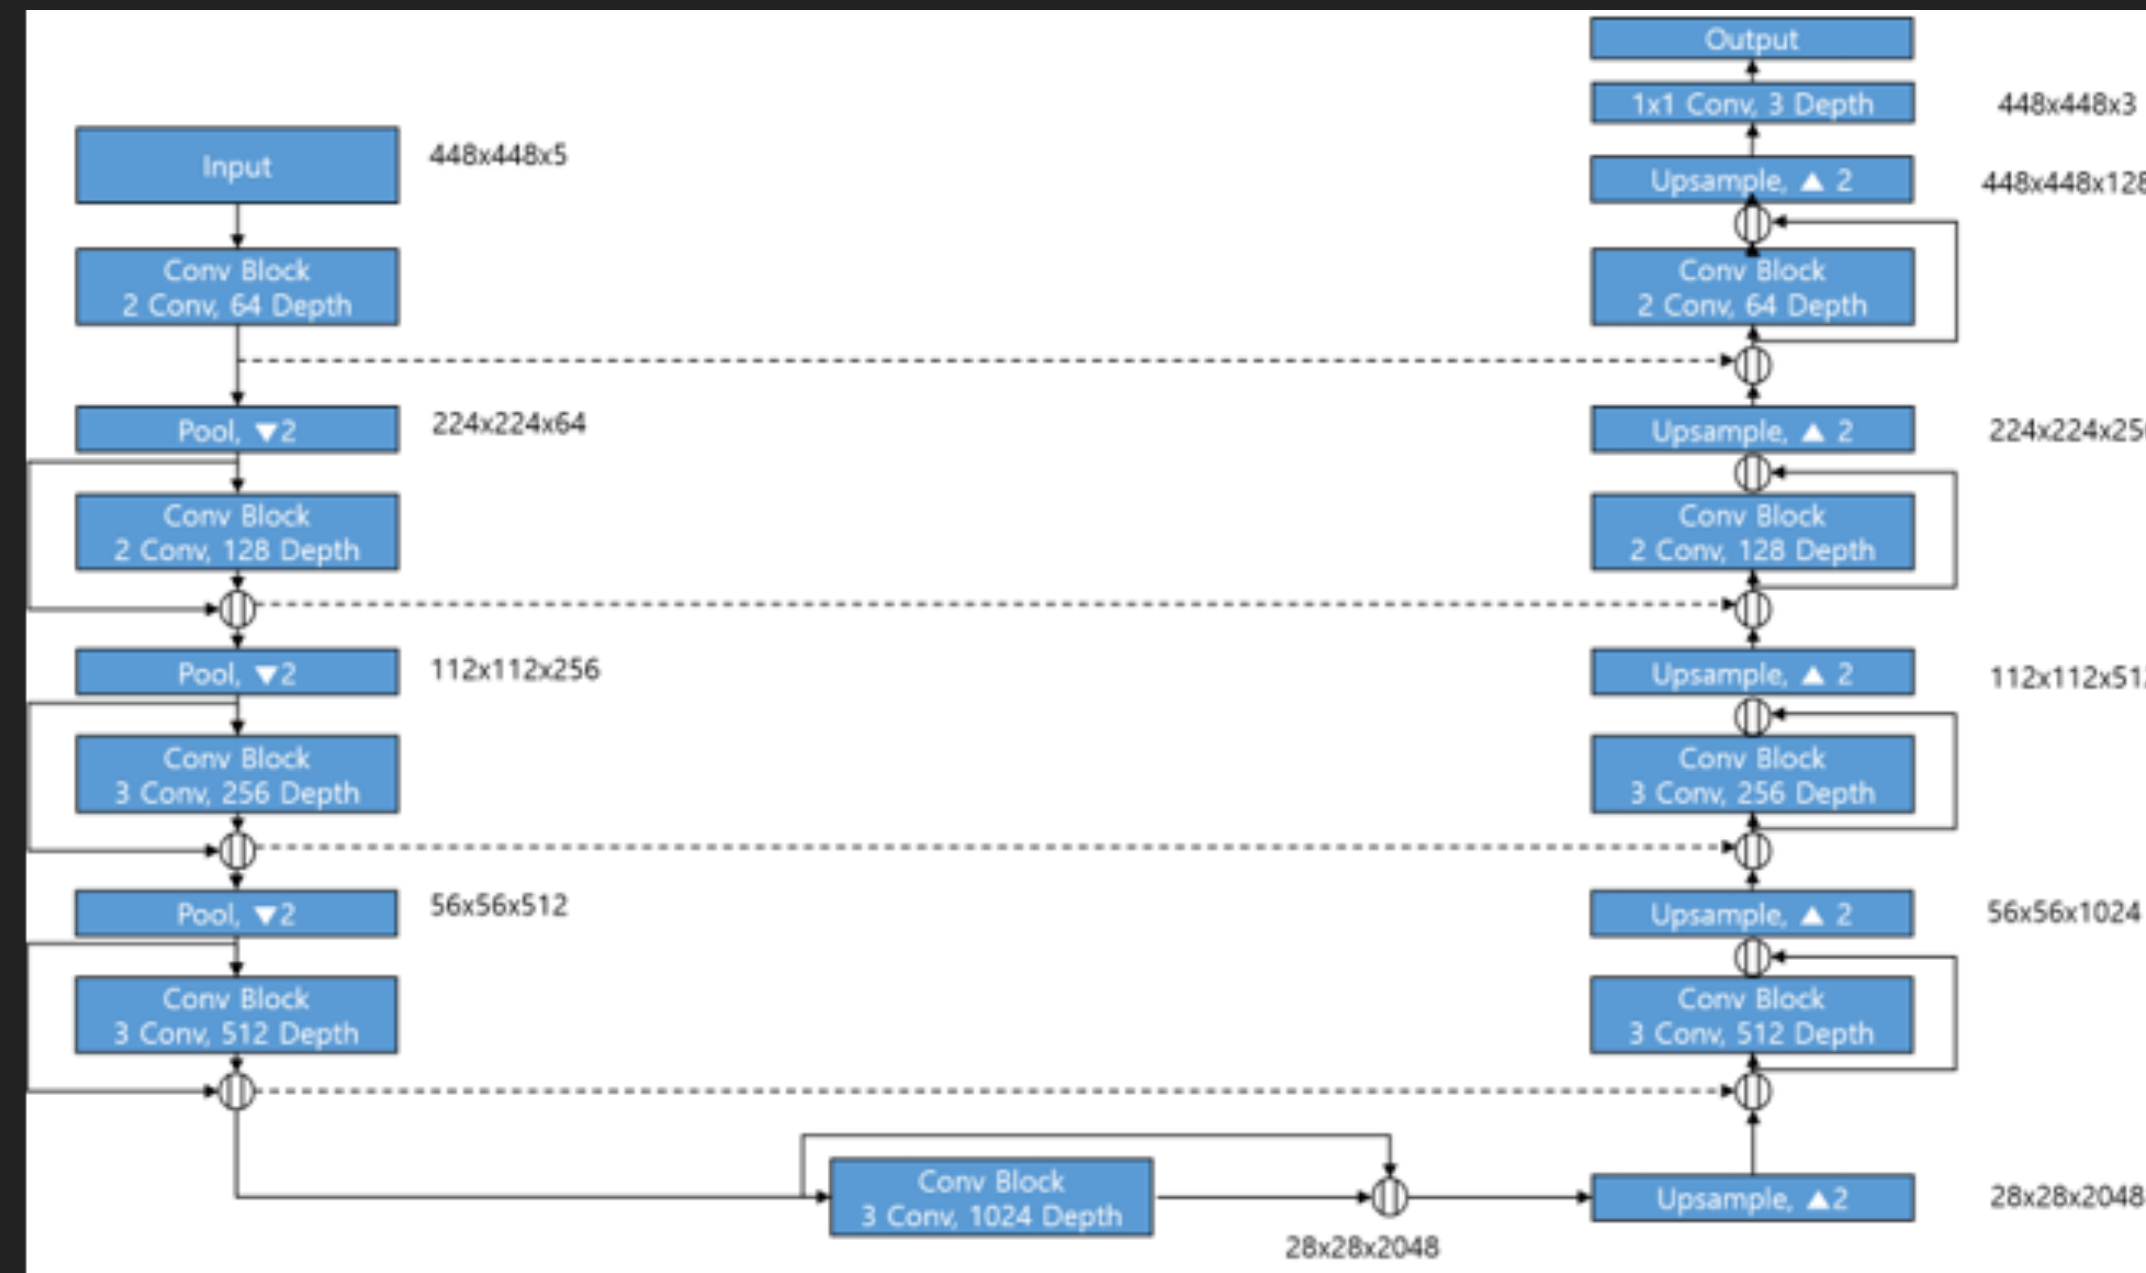 Output
1x1 Conv, 3 Depth
448x448x3
Input
448x448x5
Upsample, ▲ 2
448x448x128
Conv Block
2 Conv, 64 Depth
Conv Block
2 Conv, 64 Depth
Pool, ▼2
224x224x64
Upsample, ▲ 2
224x224x25
Conv Block
2 Conv, 128 Depth
Conv Block
2 Conv, 128 Depth
Pool, ▼2
112x112x256
Upsample, ▲ 2
112x112x51
Conv Block
3 Conv, 256 Depth
Conv Block
3 Conv, 256 Depth
Pool, ▼2
56x56x512
Upsample, ▲ 2
56x56x1024
Conv Block
3 Conv, 512 Depth
Conv Block
3 Conv, 512 Depth
Conv Block
3 Conv, 1024 Depth
28x28x2048
Upsample, ▲2
28x28x2048